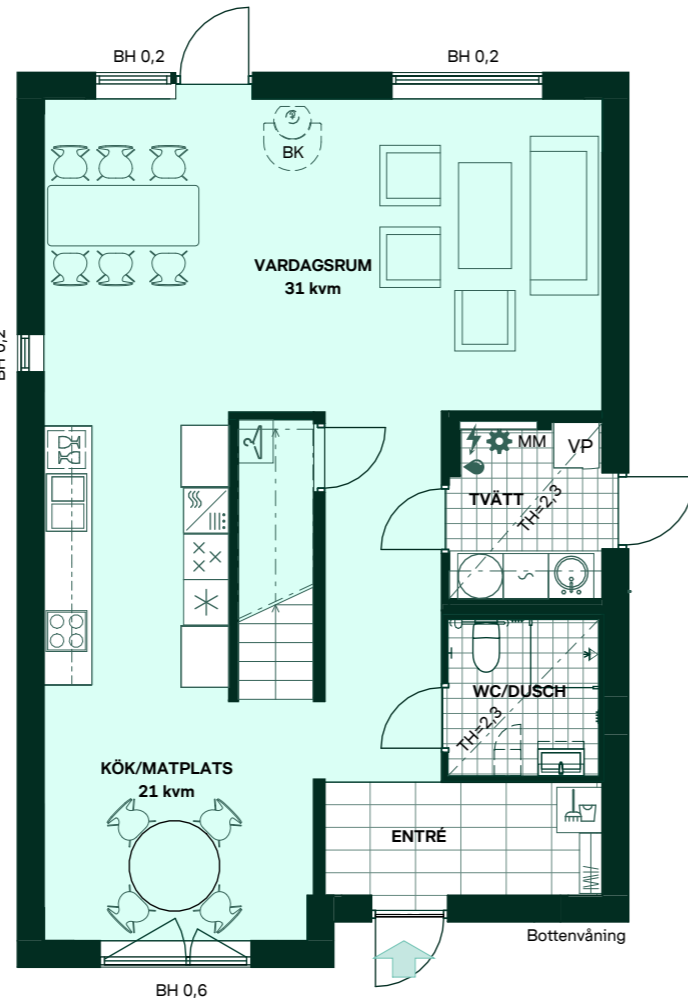 BH 0,2
BH 0,2
BK
VARDAGSRUM
31 kvm
BH 0,2
MM
VP
TVÄTT
TH=2,3
WC/DUSCH
TH=2,3
KÖK/MATPLATS
21 kvm
ENTRÉ
Bottenvåning
BH 0,6